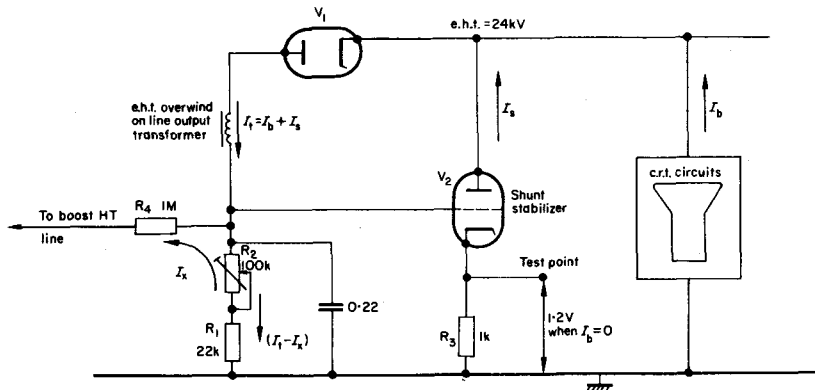 V1
e.h.t. = 24kV
e.h.t. overwind
on line output
transformer
It = Ib + Is
Is
Ib
V2
Shunt
stabilizer
c.r.t. circuits
To boost HT
line
R4 1M
Ix
R2
100k
0·22
Test point
R1
22k
(It − Ix)
R3
1k
1·2V
when Ib = 0